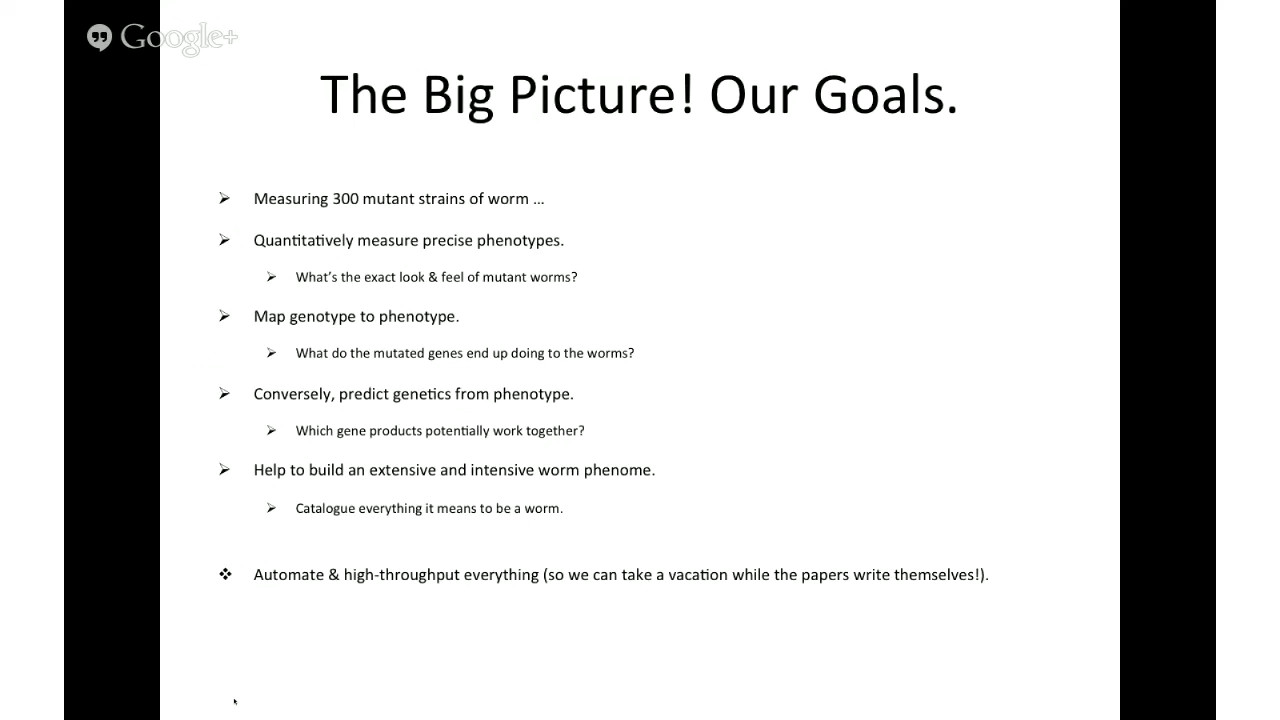 Google+
The Big Picture! Our Goals.
Measuring 300 mutant strains of worm …
Quantitatively measure precise phenotypes.
What’s the exact look & feel of mutant worms?
Map genotype to phenotype.
What do the mutated genes end up doing to the worms?
Conversely, predict genetics from phenotype.
Which gene products potentially work together?
Help to build an extensive and intensive worm phenome.
Catalogue everything it means to be a worm.
Automate & high-throughput everything (so we can take a vacation while the papers write themselves!).